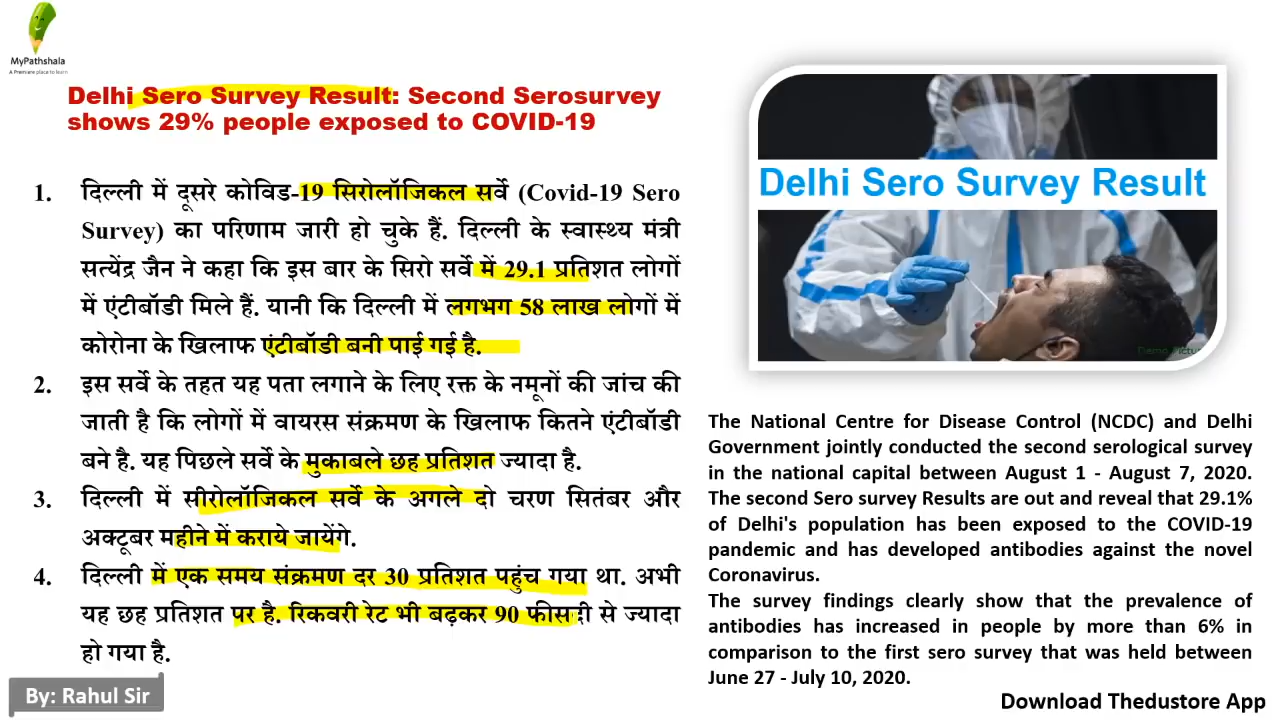 MyPathshala
A Premiere place to learn
Delhi Sero Survey Result: Second Serosurvey
shows 29% people exposed to COVID-19
1. दिल्ली में दूसरे कोविड-19 सिरोलॉजिकल सर्वे (Covid-19 Sero
Survey) का परिणाम जारी हो चुके हैं. दिल्ली के स्वास्थ्य मंत्री
सत्येंद्र जैन ने कहा कि इस बार के सिरो सर्वे में 29.1 प्रतिशत लोगों
में एंटीबॉडी मिले हैं. यानी कि दिल्ली में लगभग 58 लाख लोगों में
कोरोना के खिलाफ एंटीबॉडी बनी पाई गई है.
2. इस सर्वे के तहत यह पता लगाने के लिए रक्त के नमूनों की जांच की
जाती है कि लोगों में वायरस संक्रमण के खिलाफ कितने एंटीबॉडी
बने है. यह पिछले सर्वे के मुकाबले छह प्रतिशत ज्यादा है.
3. दिल्ली में सीरोलॉजिकल सर्वे के अगले दो चरण सितंबर और
अक्टूबर महीने में कराये जायेंगे.
4. दिल्ली में एक समय संक्रमण दर 30 प्रतिशत पहुंच गया था. अभी
यह छह प्रतिशत पर है. रिकवरी रेट भी बढ़कर 90 फीसदी से ज्यादा
हो गया है.
By: Rahul Sir
Delhi Sero Survey Result
Demo Picture
The National Centre for Disease Control (NCDC) and Delhi
Government jointly conducted the second serological survey
in the national capital between August 1 - August 7, 2020.
The second Sero survey Results are out and reveal that 29.1%
of Delhi's population has been exposed to the COVID-19
pandemic and has developed antibodies against the novel
Coronavirus.
The survey findings clearly show that the prevalence of
antibodies has increased in people by more than 6% in
comparison to the first sero survey that was held between
June 27 - July 10, 2020.
Download Thedustore App